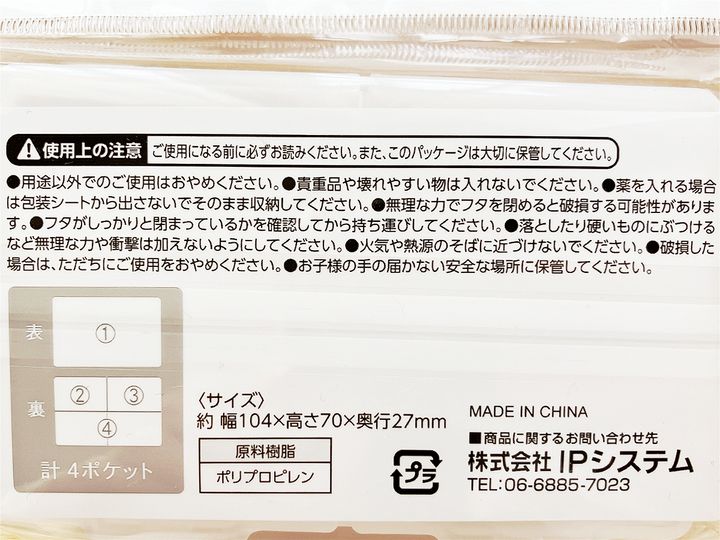 使用上の注意 ご使用になる前に必ずお読みください。また、このパッケージは大切に保管してください。
●用途以外でのご使用はおやめください。●貴重品や壊れやすい物は入れないでください。●薬を入れる場合
は包装シートから出さないでそのまま収納してください。●無理な力でフタを閉めると破損する可能性がありま
す。●フタがしっかりと閉まっているかを確認してから持ち運びしてください。●落としたり硬いものにぶつける
など無理な力や衝撃は加えないようにしてください。●火気や熱源のそばに近づけないでください。●破損した
場合は、ただちにご使用をおやめください。●お子様の手の届かない安全な場所に保管してください。
表 ①
裏 ② ③
④
計 4ポケット
〈サイズ〉
約 幅104×高さ70×奥行27mm
原料樹脂
ポリプロピレン
プラ
MADE IN CHINA
■商品に関するお問い合わせ先
株式会社 IPシステム
TEL:06-6885-7023